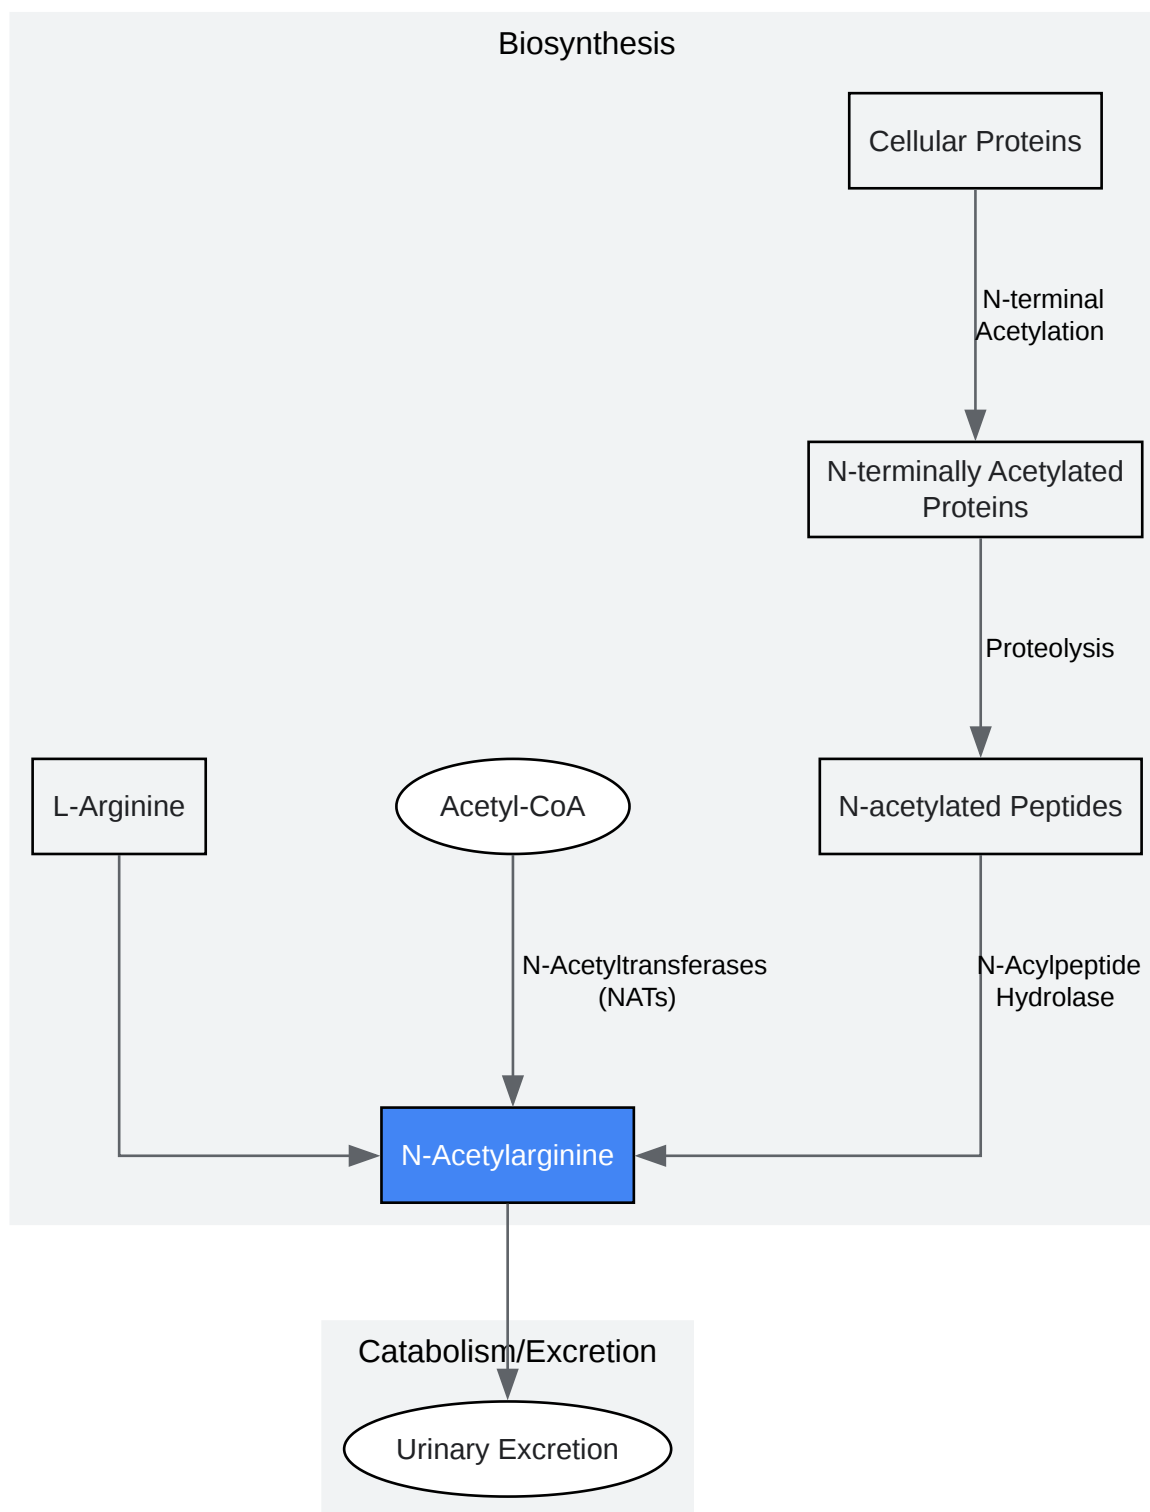 Biosynthesis
Cellular Proteins
N-terminal
Acetylation
N-terminally Acetylated
Proteins
Proteolysis
L-Arginine
Acetyl-CoA
N-acetylated Peptides
N-Acetyltransferases
(NATs)
N-Acylpeptide
Hydrolase
N-Acetylarginine
Catabolism/Excretion
Urinary Excretion